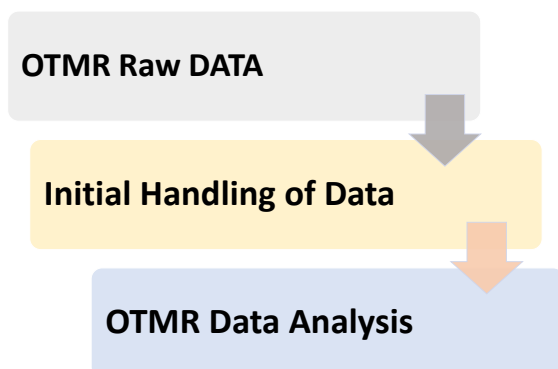 OTMR Raw DATA
Initial Handling of Data
OTMR Data Analysis